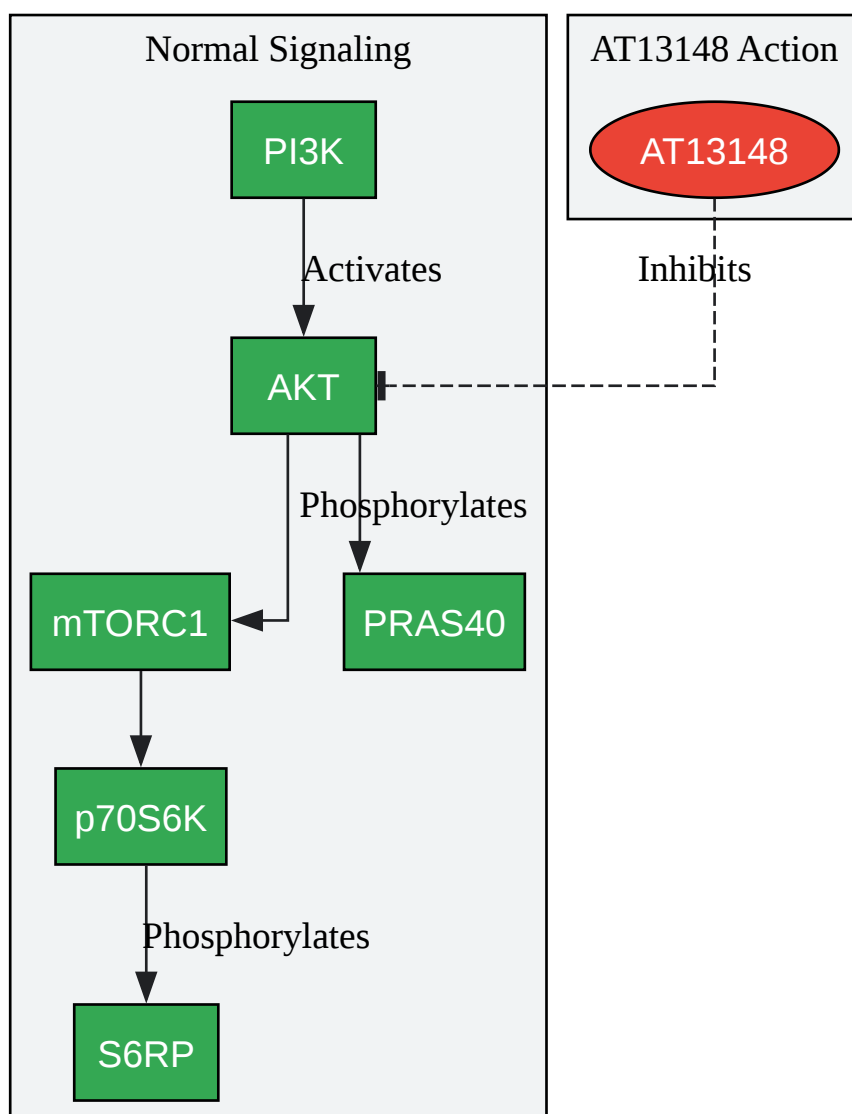 Normal Signaling
AT13148 Action
PI3K
AT13148
Activates
Inhibits
AKT
Phosphorylates
mTORC1
PRAS40
p70S6K
Phosphorylates
S6RP